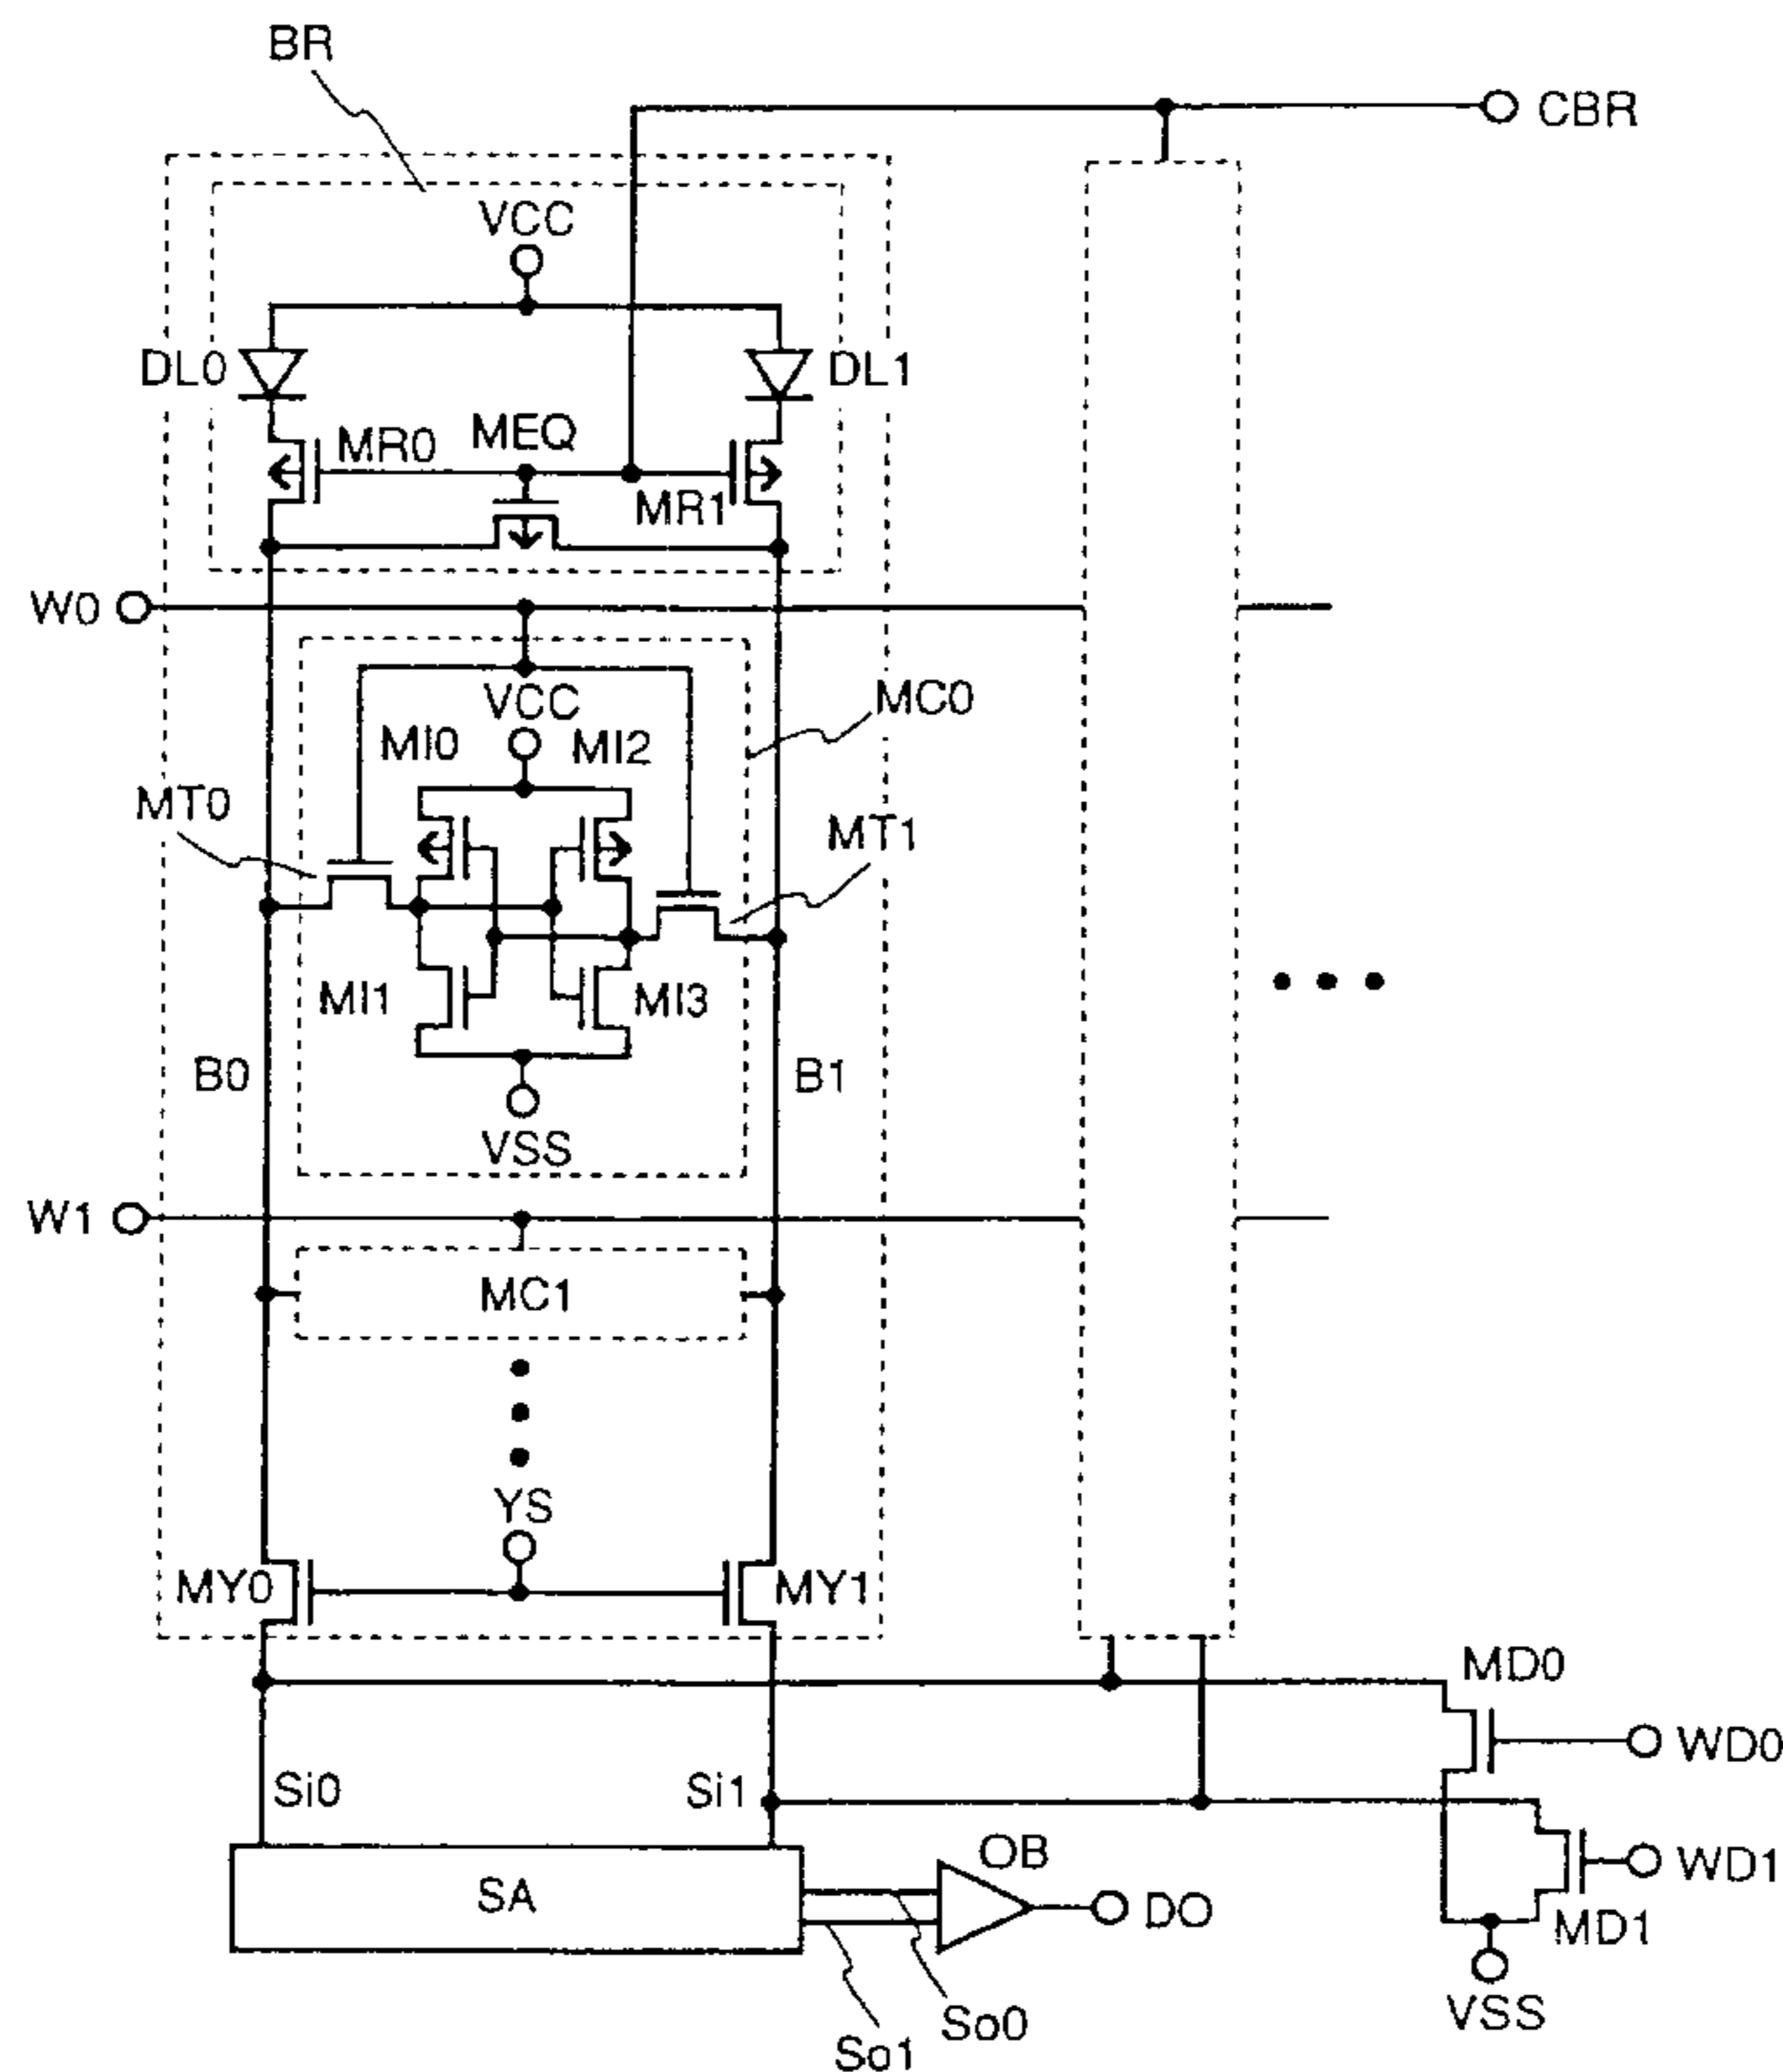 BR
CBR
VCC
DL0
DL1
MR0
MEQ
MR1
W0
VCC
MC0
MI0
MI2
MT0
MT1
MI1
MI3
B0
B1
VSS
W1
MC1
YS
MY0
MY1
MD0
WD0
Si0
Si1
OB
WD1
SA
DO
MD1
So0
VSS
So1